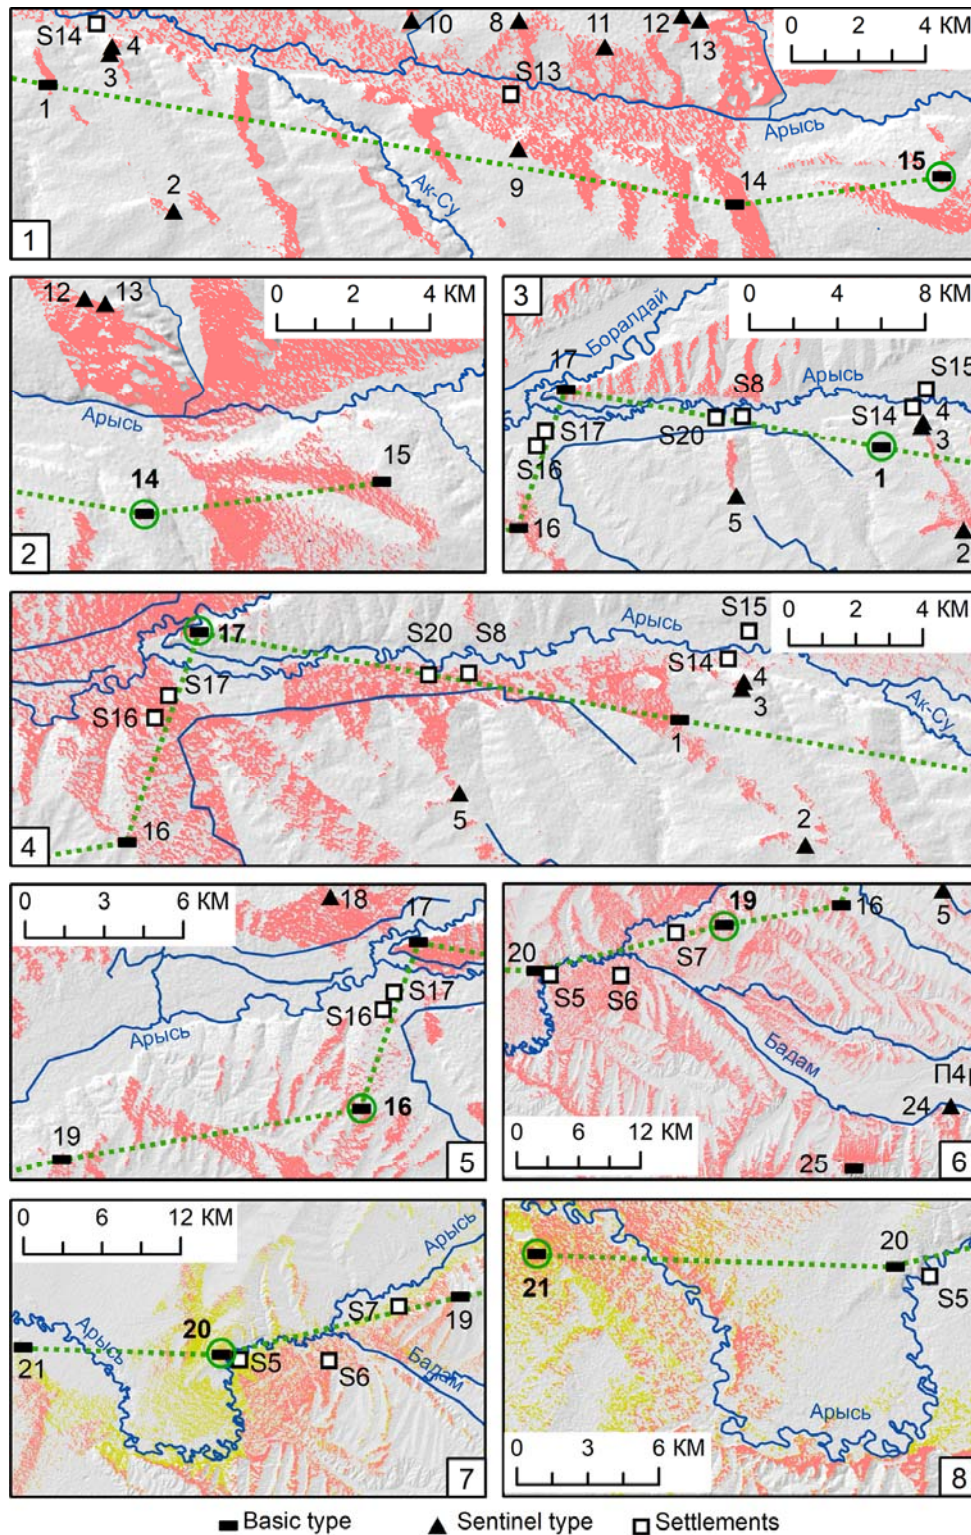 S14
4
3
1
2
10
8
11
12
13
S13
9
14
15
Арысь
Ак-Су
0 2 4 КМ
1
12
13
0 2 4 КМ
Арысь
14
15
2
3
0 4 8 КМ
Боралдай
17
Арысь
S15
S8
S14
4
3
S20
S17
S16
1
5
2
16
17
S20
S8
Арысь
S15
0 2 4 КМ
S14
4
3
S17
S16
1
Ак-Су
5
2
16
4
0 3 6 КМ
18
17
S17
S16
Арысь
16
19
5
19
16
5
20
S7
S5
S6
Бадам
П4р
24
0 6 12 КМ
25
6
0 6 12 КМ
Арысь
S7
19
20
Арысь
21
S5
S6
Бадам
7
20
21
S5
Арысь
0 3 6 КМ
8
Basic type
Sentinel type
Settlements